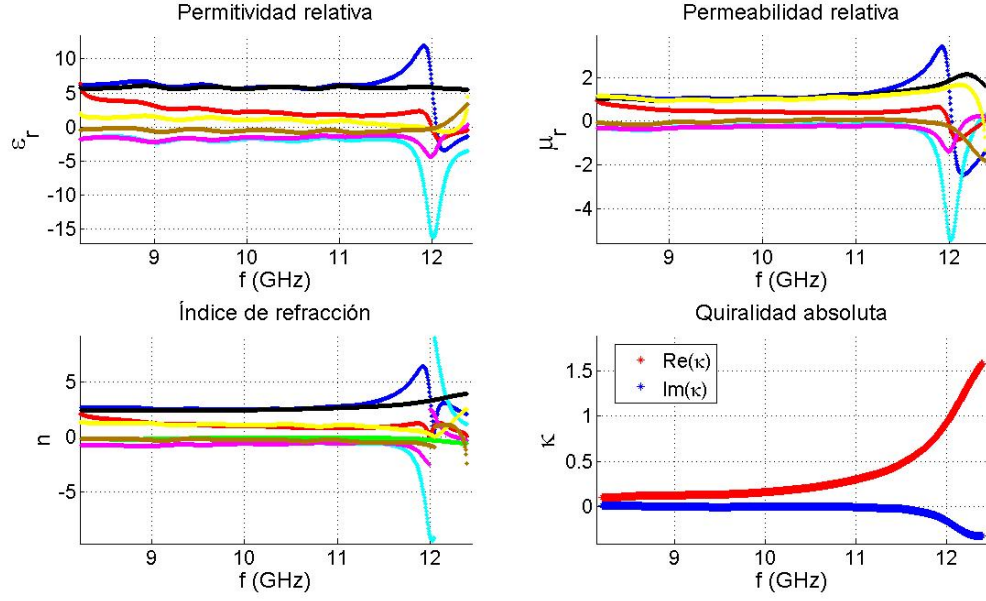 Permitividad relativa
10
5
0
-5
-10
-15
εr
9
10
11
12
f (GHz)
Permeabilidad relativa
2
0
-2
-4
μr
9
10
11
12
f (GHz)
Índice de refracción
5
0
-5
n
9
10
11
12
f (GHz)
Quiralidad absoluta
Re(κ)
Im(κ)
1.5
1
0.5
0
κ
9
10
11
12
f (GHz)